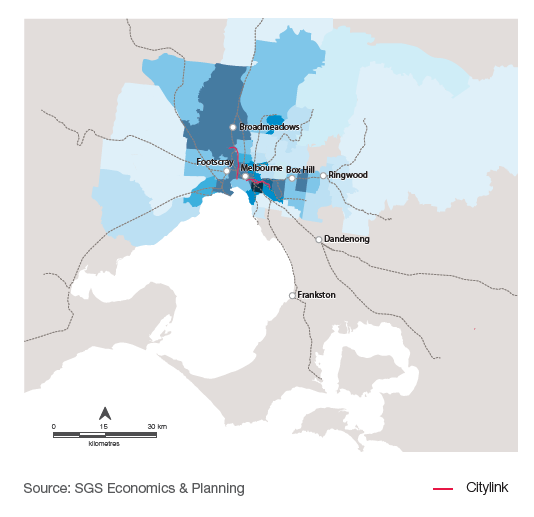 Broadmeadows
Footscray
Melbourne
Box Hill
Ringwood
Dandenong
Frankston
0 15 30 km
kilometres
Source: SGS Economics & Planning
Citylink